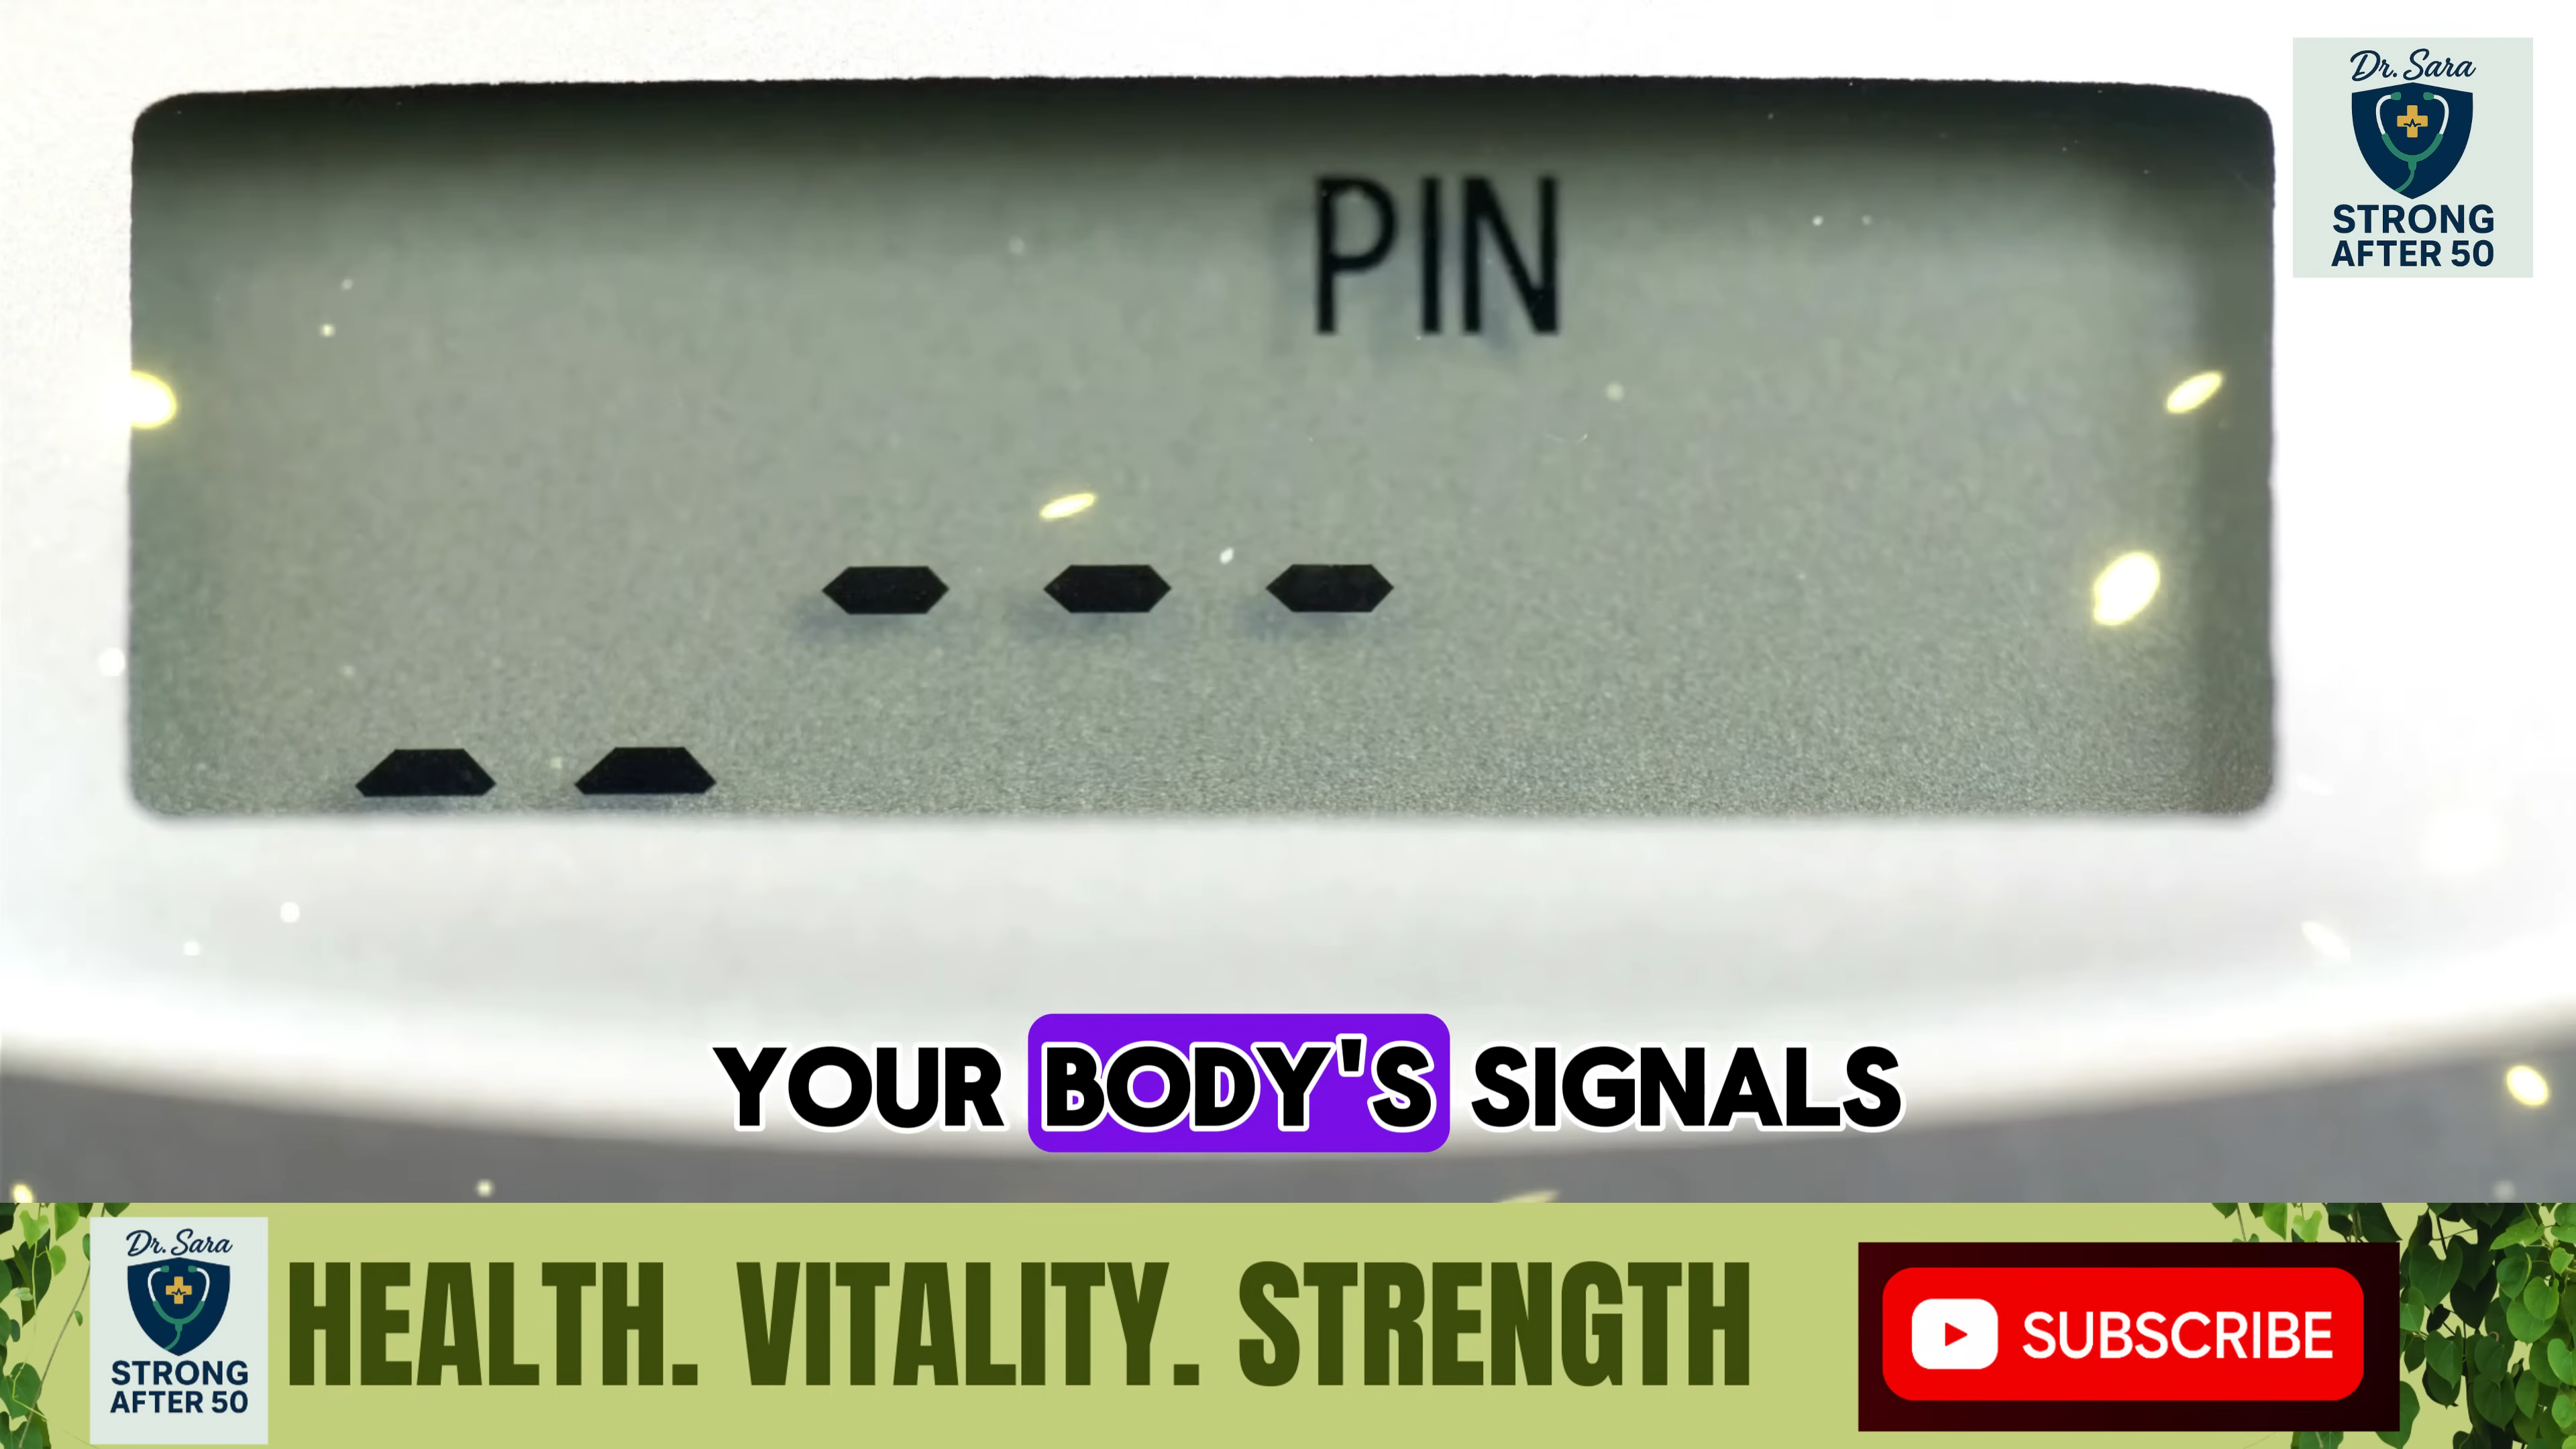 PIN
Dr. Sara
STRONG
AFTER 50
YOUR BODY'S SIGNALS
Dr. Sara
STRONG
AFTER 50
HEALTH. VITALITY. STRENGTH
SUBSCRIBE